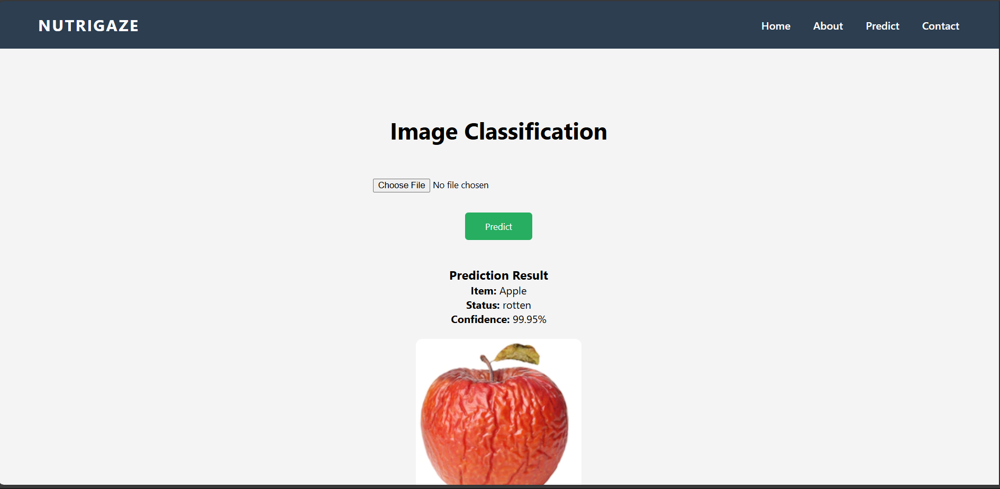 NUTRIGAZE
Home About Predict Contact
Image Classification
Choose File No file chosen
Predict
Prediction Result
Item: Apple
Status: rotten
Confidence: 99.95%